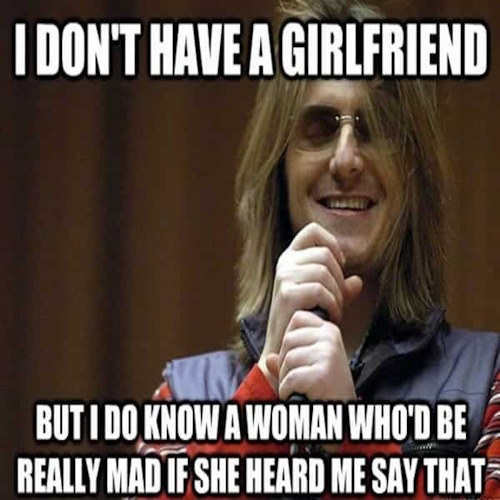 I DON'T HAVE A GIRLFRIEND
BUT I DO KNOW A WOMAN WHO'D BE
REALLY MAD IF SHE HEARD ME SAY THAT